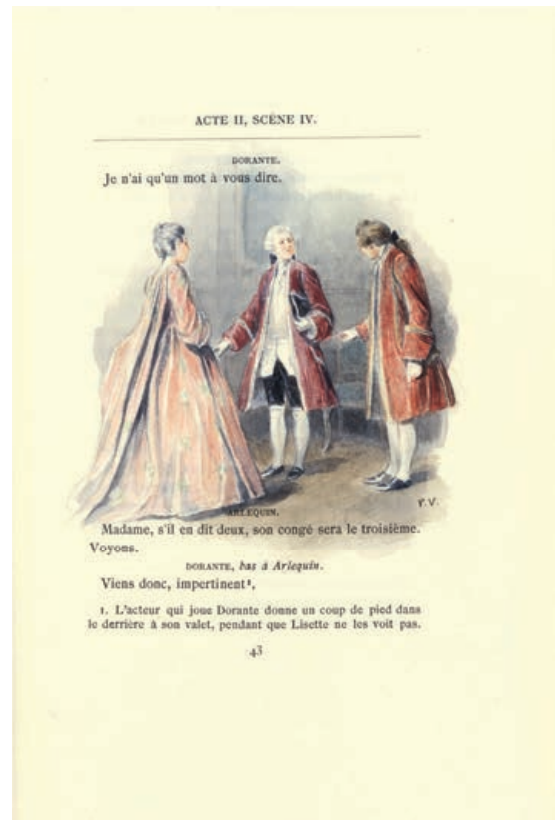 ACTE II, SCÈNE IV.
DORANTE.
Je n'ai qu'un mot à vous dire.
ARLEQUIN.
Madame, s'il en dit deux, son congé sera le troisième.
Voyons.
DORANTE, bas à Arlequin.
Viens donc, impertinent¹,
1. L'acteur qui joue Dorante donne un coup de pied dans
le derrière à son valet, pendant que Lisette ne les voit pas.
43